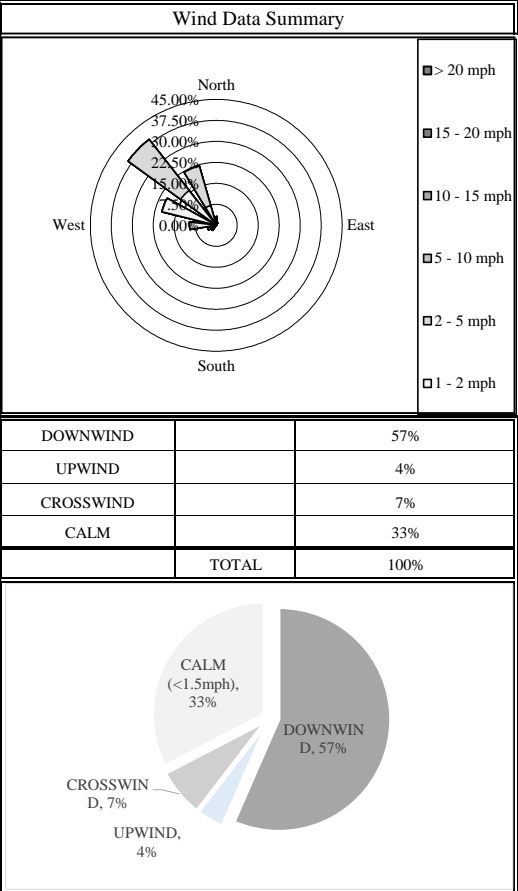 Wind Data Summary
North
45.00%
37.50%
30.00%
22.50%
15.00%
7.50%
0.00%
West
East
South
> 20 mph
15 - 20 mph
10 - 15 mph
5 - 10 mph
2 - 5 mph
1 - 2 mph
DOWNWIND 57%
UPWIND 4%
CROSSWIND 7%
CALM 33%
TOTAL 100%
CALM
(<1.5mph),
33%
DOWNWIN
D, 57%
CROSSWIN
D, 7%
UPWIND,
4%